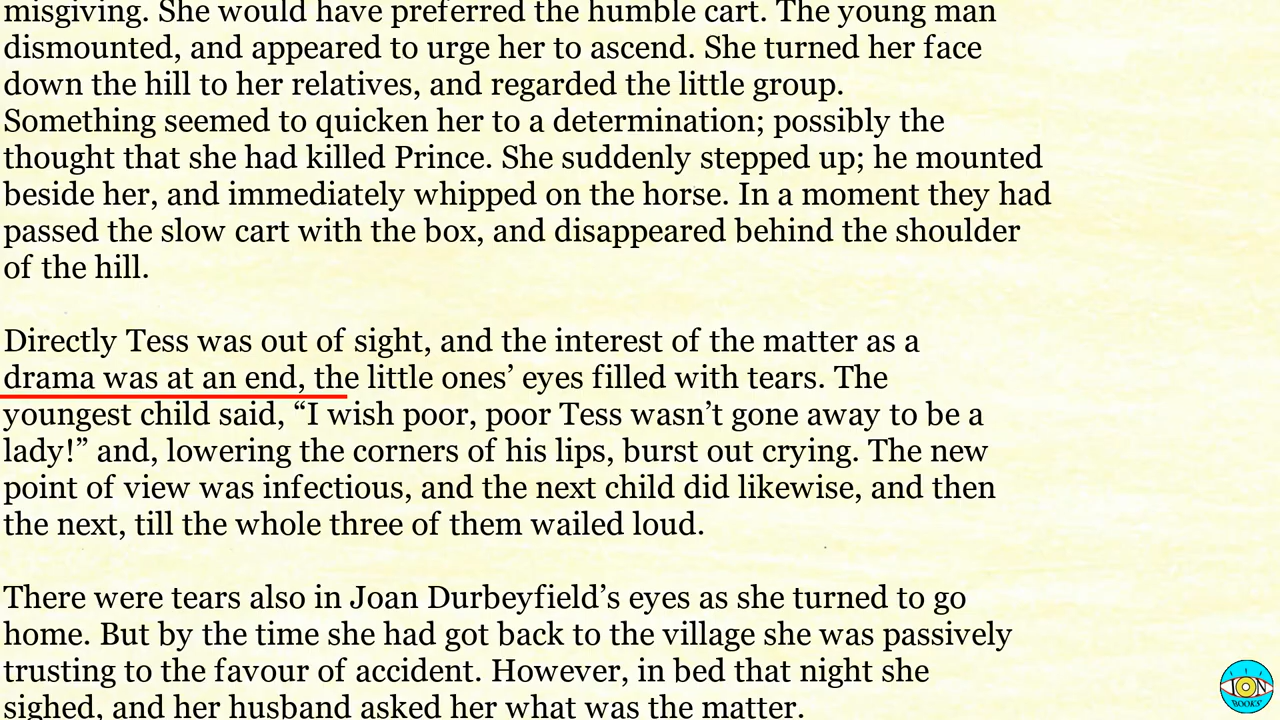 misgiving. She would have preferred the humble cart. The young man
dismounted, and appeared to urge her to ascend. She turned her face
down the hill to her relatives, and regarded the little group.
Something seemed to quicken her to a determination; possibly the
thought that she had killed Prince. She suddenly stepped up; he mounted
beside her, and immediately whipped on the horse. In a moment they had
passed the slow cart with the box, and disappeared behind the shoulder
of the hill.
Directly Tess was out of sight, and the interest of the matter as a
drama was at an end, the little ones’ eyes filled with tears. The
youngest child said, “I wish poor, poor Tess wasn’t gone away to be a
lady!” and, lowering the corners of his lips, burst out crying. The new
point of view was infectious, and the next child did likewise, and then
the next, till the whole three of them wailed loud.
There were tears also in Joan Durbeyfield’s eyes as she turned to go
home. But by the time she had got back to the village she was passively
trusting to the favour of accident. However, in bed that night she
sighed, and her husband asked her what was the matter.
ION
BOOKS